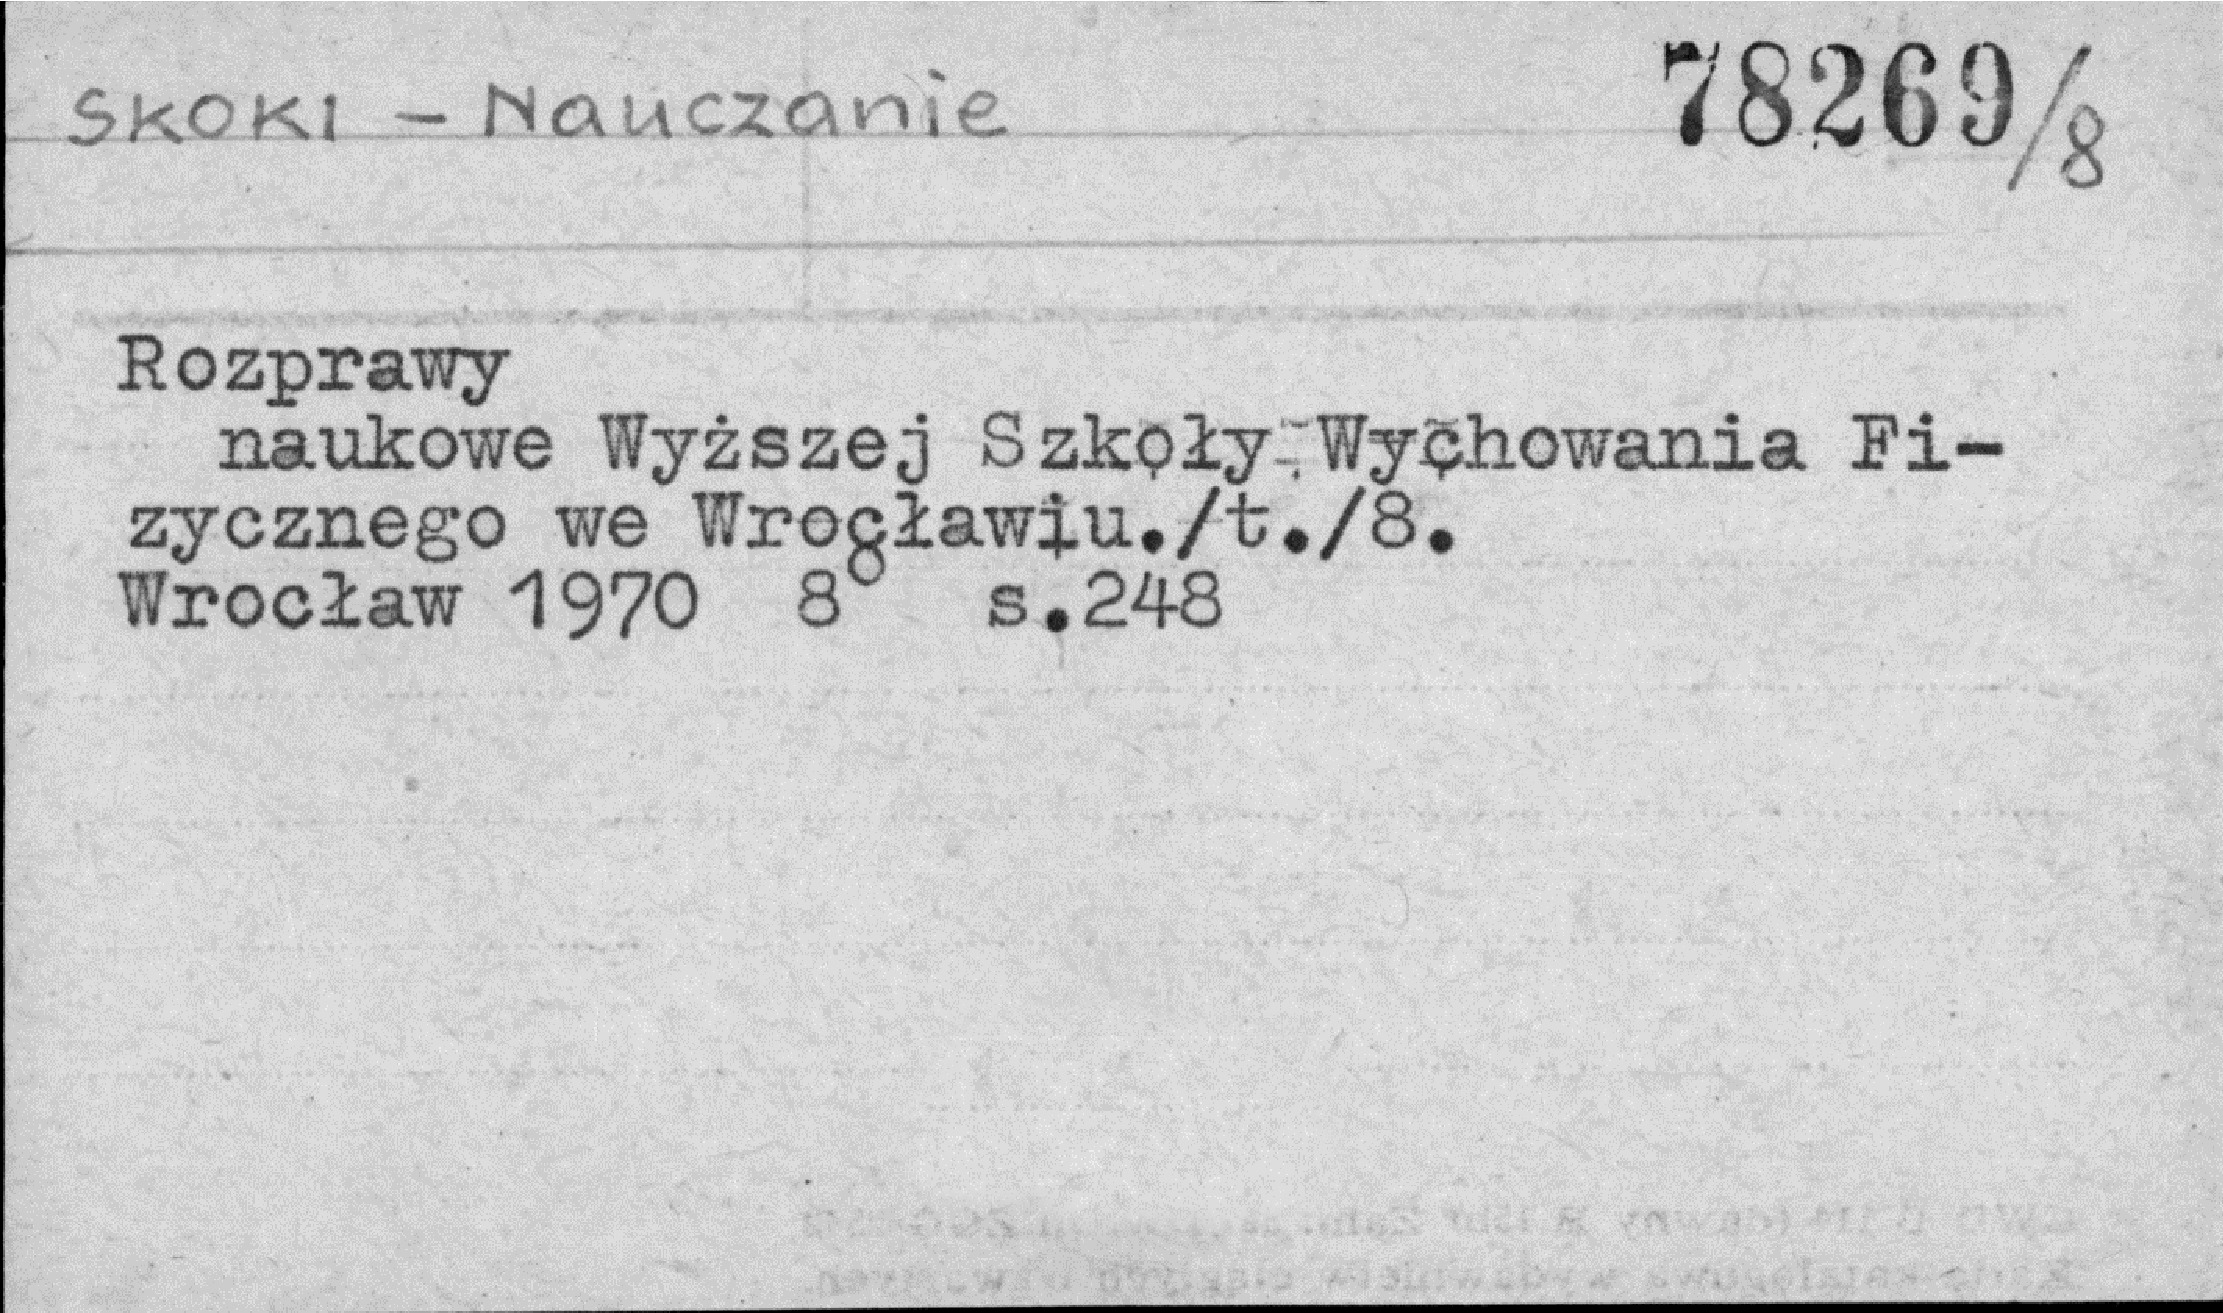 SKOKI – Nauczanie
78269/8
Rozprawy
naukowe Wyższej Szkoły Wychowania Fi-
zycznego we Wrocławiu./t./8.
Wrocław 1970 8° s.248